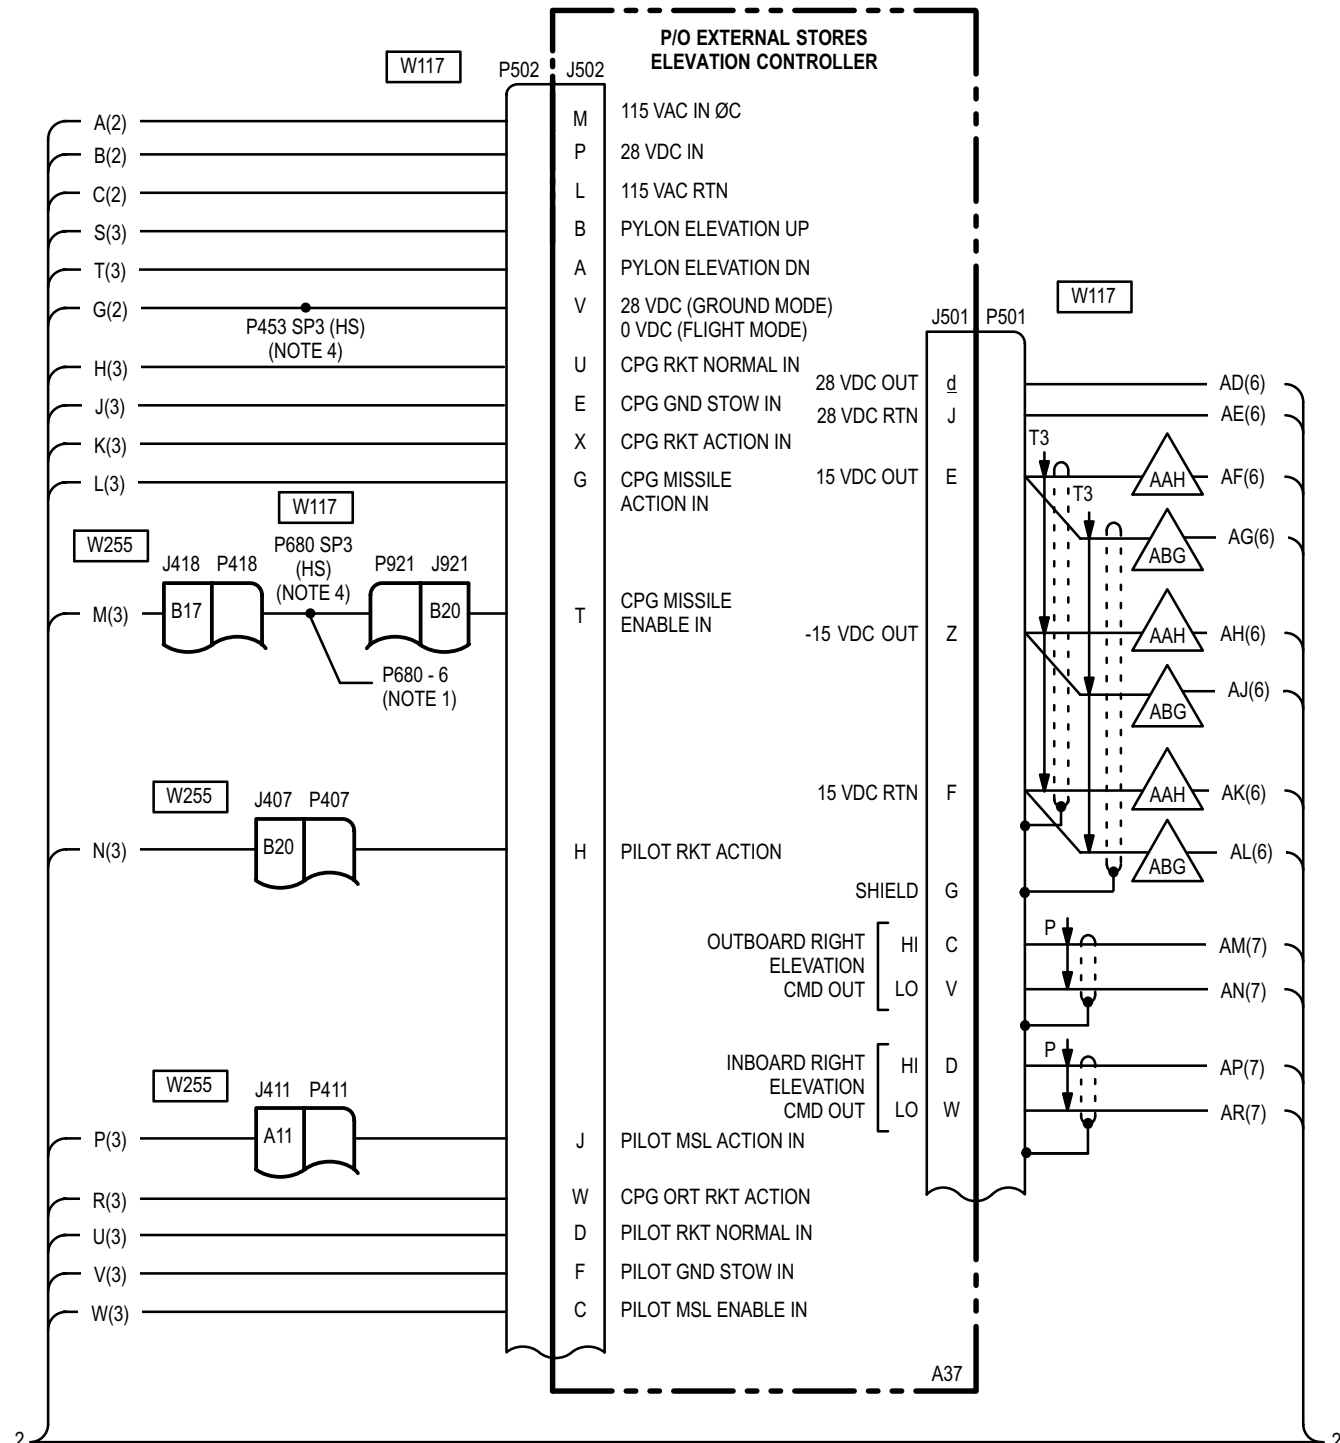 P/O EXTERNAL STORES
ELEVATION CONTROLLER
W117
P502 J502
A(2) M 115 VAC IN ØC
B(2) P 28 VDC IN
C(2) L 115 VAC RTN
S(3) B PYLON ELEVATION UP
T(3) A PYLON ELEVATION DN
G(2) V 28 VDC (GROUND MODE)
0 VDC (FLIGHT MODE)
P453 SP3 (HS)
(NOTE 4)
H(3) U CPG RKT NORMAL IN
J(3) E CPG GND STOW IN
K(3) X CPG RKT ACTION IN
L(3) G CPG MISSILE
ACTION IN
W117
W255
J418 P418
P680 SP3
(HS)
(NOTE 4)
P921 J921
M(3) B17 B20 T CPG MISSILE
ENABLE IN
P680 - 6
(NOTE 1)
W255
J407 P407
N(3) B20 H PILOT RKT ACTION
W255
J411 P411
P(3) A11 J PILOT MSL ACTION IN
R(3) W CPG ORT RKT ACTION
U(3) D PILOT RKT NORMAL IN
V(3) F PILOT GND STOW IN
W(3) C PILOT MSL ENABLE IN
W117
J501 P501
28 VDC OUT d AD(6)
28 VDC RTN J AE(6)
T3
15 VDC OUT E AAH AF(6)
T3
ABG AG(6)
-15 VDC OUT Z AAH AH(6)
ABG AJ(6)
15 VDC RTN F AAH AK(6)
ABG AL(6)
SHIELD G
OUTBOARD RIGHT
ELEVATION
CMD OUT
P
HI C AM(7)
LO V AN(7)
INBOARD RIGHT
ELEVATION
CMD OUT
P
HI D AP(7)
LO W AR(7)
A37
2 2